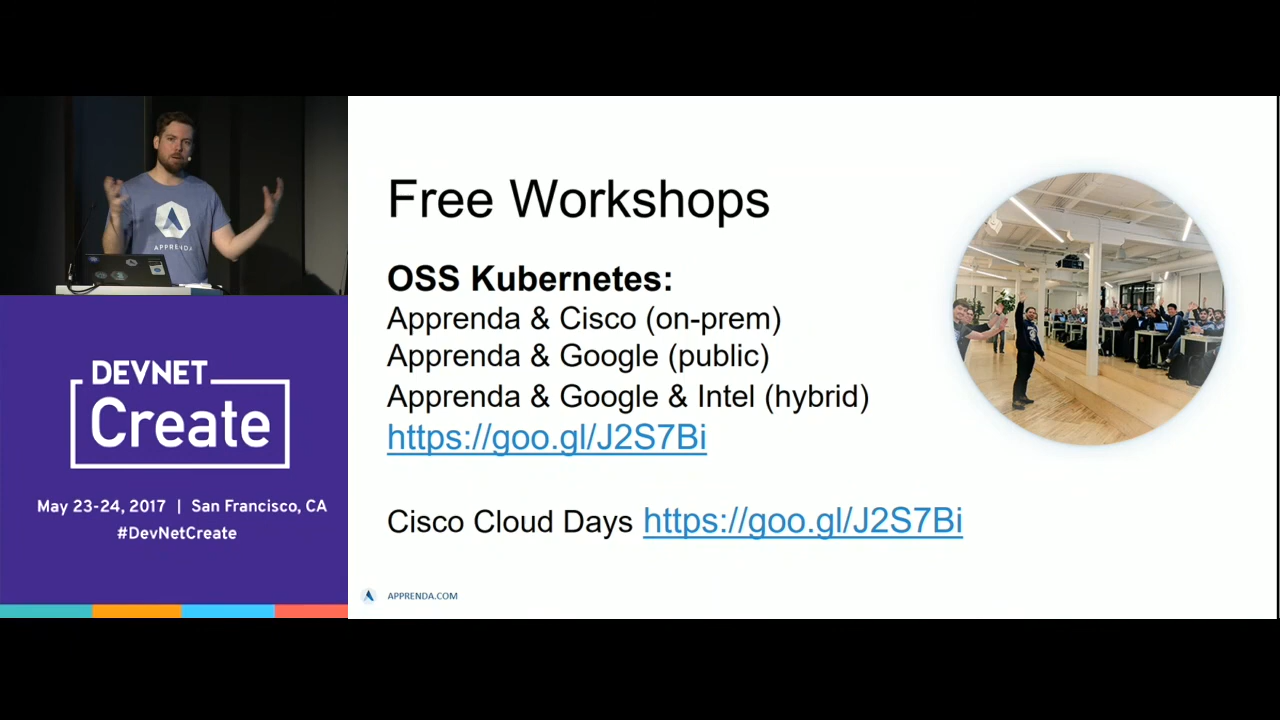 APPRENDA
DEVNET
Create
May 23-24, 2017 | San Francisco, CA
#DevNetCreate
Free Workshops
OSS Kubernetes:
Apprenda & Cisco (on-prem)
Apprenda & Google (public)
Apprenda & Google & Intel (hybrid)
https://goo.gl/J2S7Bi
Cisco Cloud Days https://goo.gl/J2S7Bi
APPRENDA.COM